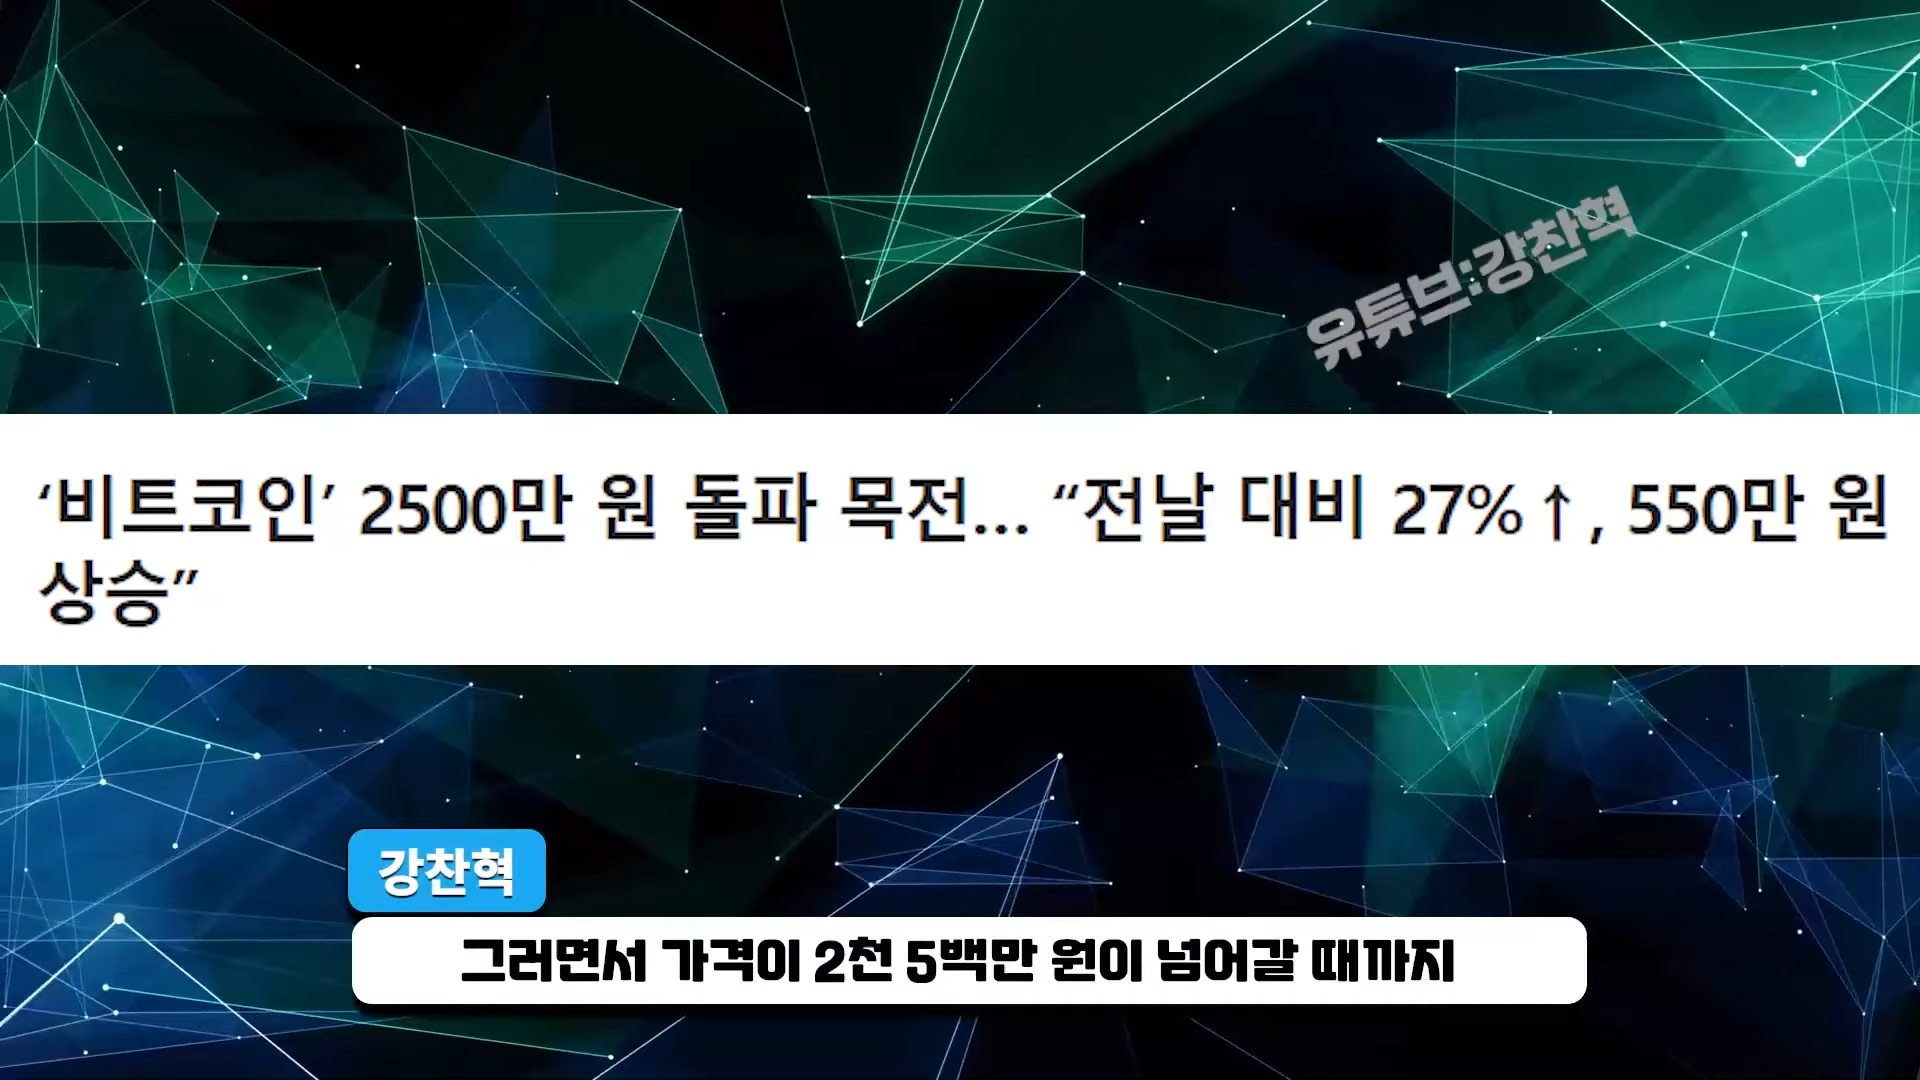 유튜브:강찬혁
‘비트코인’ 2500만 원 돌파 목전... “전날 대비 27%↑, 550만 원
상승”
강찬혁
그러면서 가격이 2천 5백만 원이 넘어갈 때까지